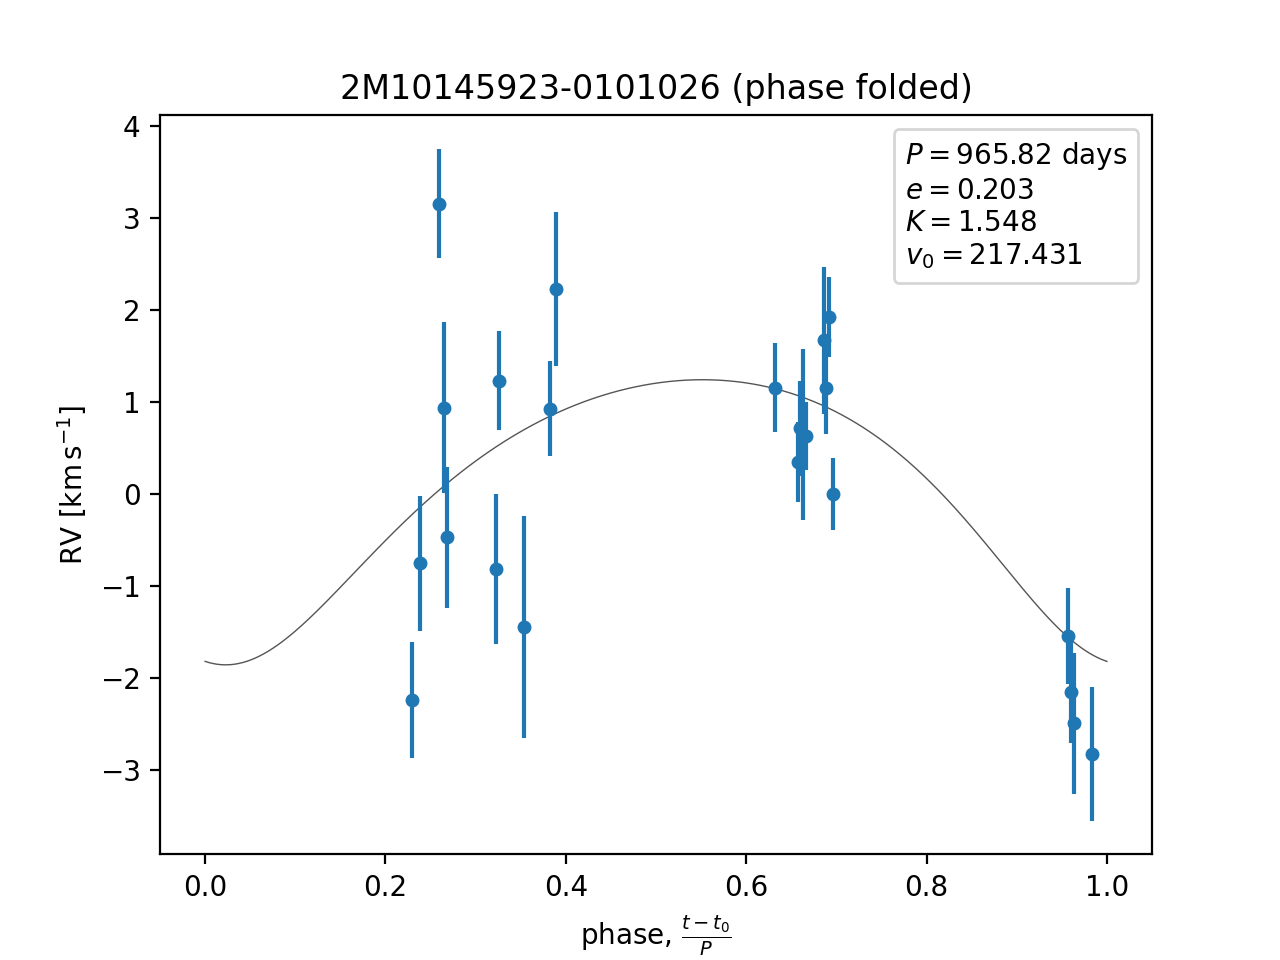 2M10145923-0101026 (phase folded)
P = 965.82 days
e = 0.203
K = 1.548
v₀ = 217.431
RV [km s⁻¹]
4
3
2
1
0
−1
−2
−3
0.0 0.2 0.4 0.6 0.8 1.0
phase, (t − t₀)/P